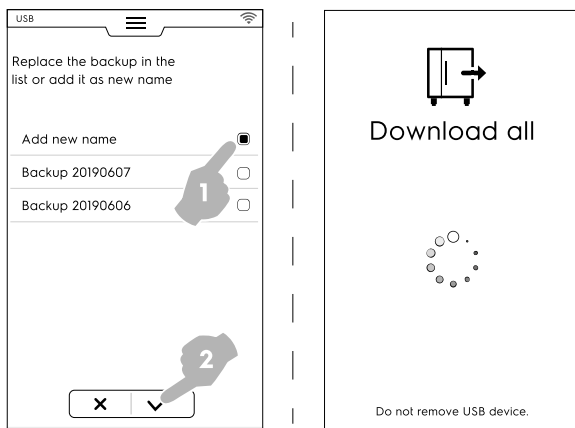 USB
Replace the backup in the
list or add it as new name
Add new name
Backup 20190607
Backup 20190606
1
2
Download all
Do not remove USB device.